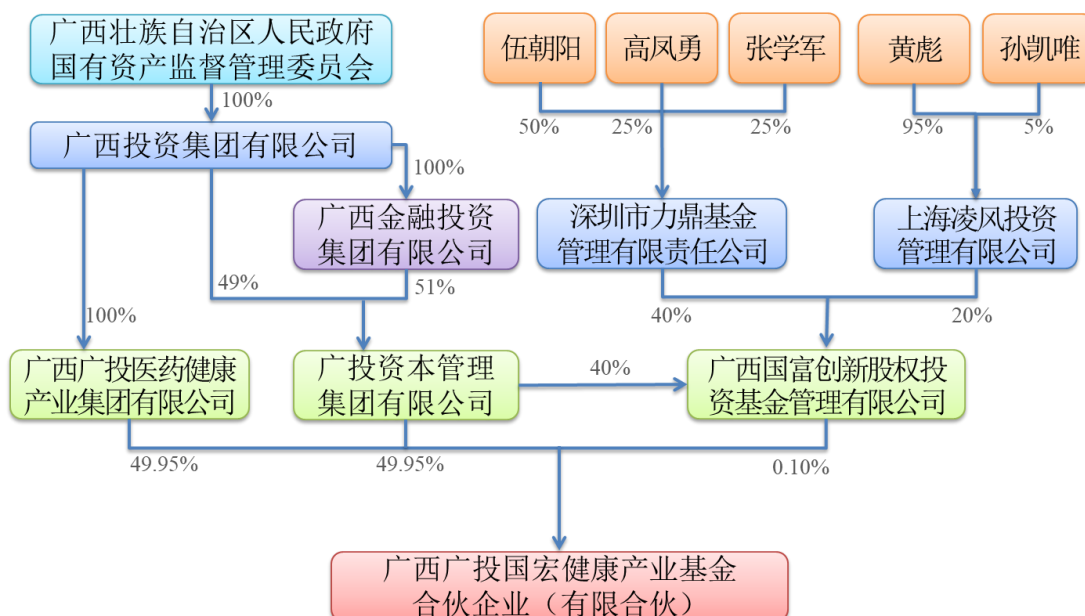 广西壮族自治区人民政府
国有资产监督管理委员会
伍朝阳
高凤勇
张学军
黄彪
孙凯唯
100%
50%
25%
25%
95%
5%
广西投资集团有限公司
100%
广西金融投资
集团有限公司
深圳市力鼎基金
管理有限责任公司
上海凌风投资
管理有限公司
49%
51%
100%
40%
20%
广西广投医药健康
产业集团有限公司
广投资本管理
集团有限公司
40%
广西国富创新股权投
资基金管理有限公司
49.95%
49.95%
0.10%
广西广投国宏健康产业基金
合伙企业（有限合伙）